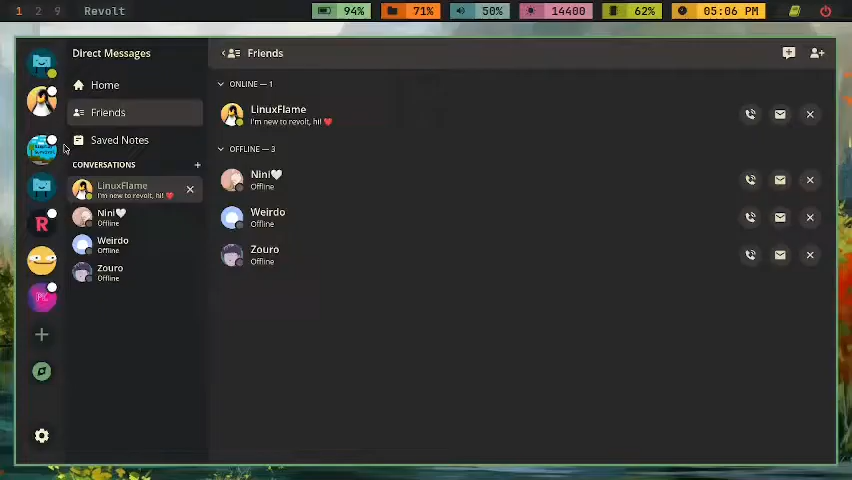 1 2 9 Revolt 94% 71% 50% 14400 62% 05:06 PM
Direct Messages
Friends
Home
Friends
Saved Notes
CONVERSATIONS
LinuxFlame
I'm new to revolt, hi! ❤️
Nini🤍
Offline
Weirdo
Offline
Zouro
Offline
ONLINE — 1
LinuxFlame
I'm new to revolt, hi! ❤️
OFFLINE — 3
Nini🤍
Offline
Weirdo
Offline
Zouro
Offline
R